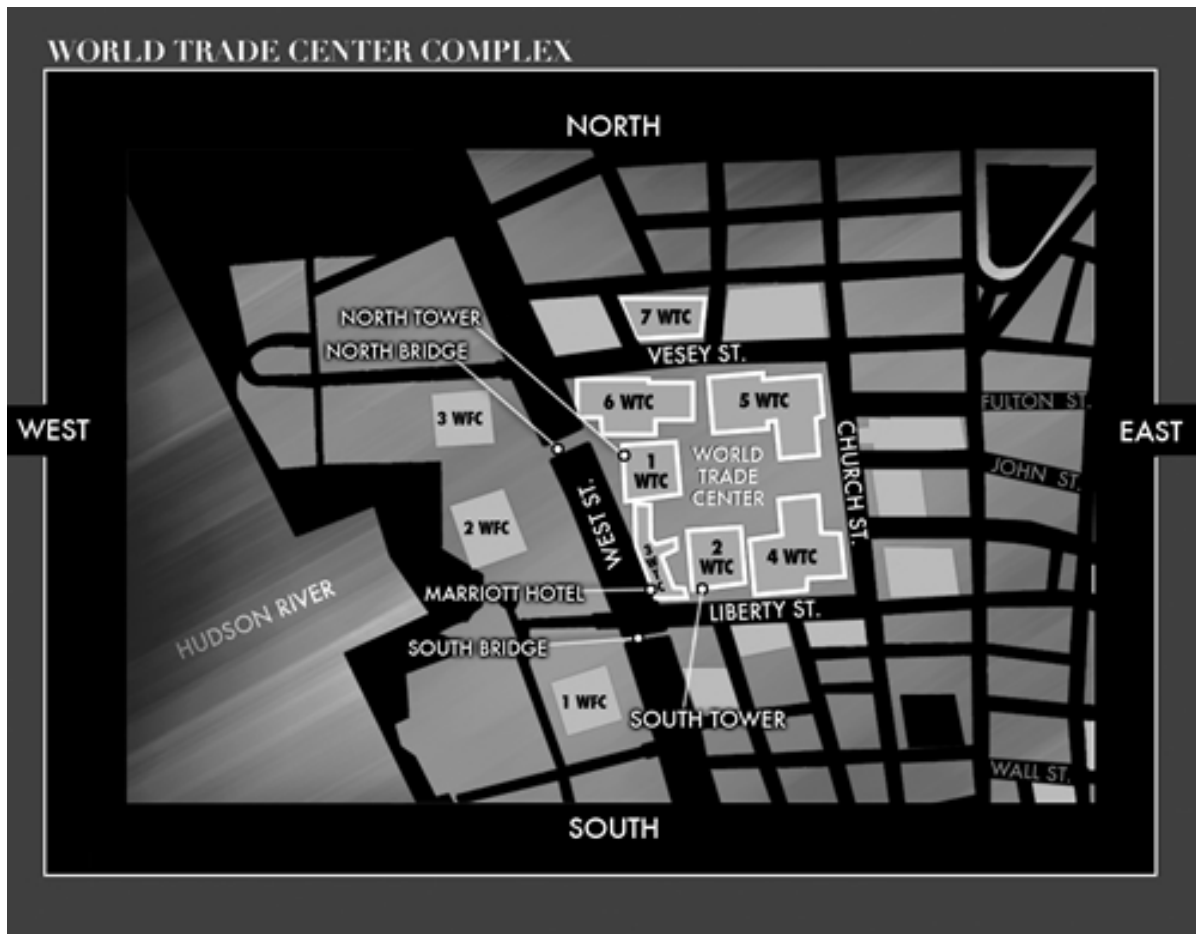 WORLD TRADE CENTER COMPLEX
NORTH
7 WTC
NORTH TOWER
NORTH BRIDGE
VESEY ST.
6 WTC
5 WTC
3 WFC
FULTON ST.
WEST
EAST
CHURCH ST.
1
WTC
WORLD
TRADE
CENTER
JOHN ST.
WEST ST.
2 WFC
2
WTC
4 WTC
MARRIOTT HOTEL
LIBERTY ST.
HUDSON RIVER
SOUTH BRIDGE
1 WFC
SOUTH TOWER
WALL ST.
SOUTH